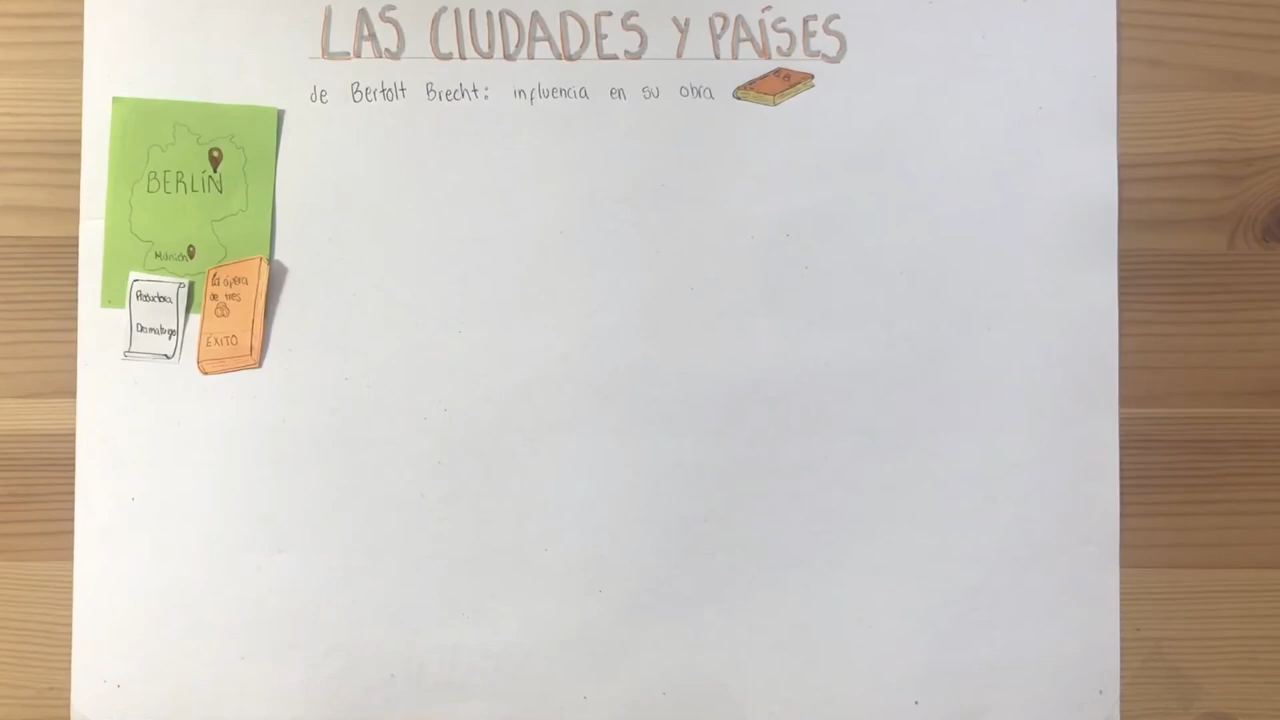 LAS CIUDADES Y PAÍSES
de Bertolt Brecht: influencia en su obra
BERLÍN
Múnich
Productora
Dramaturgo
La ópera
de tres
ÉXITO